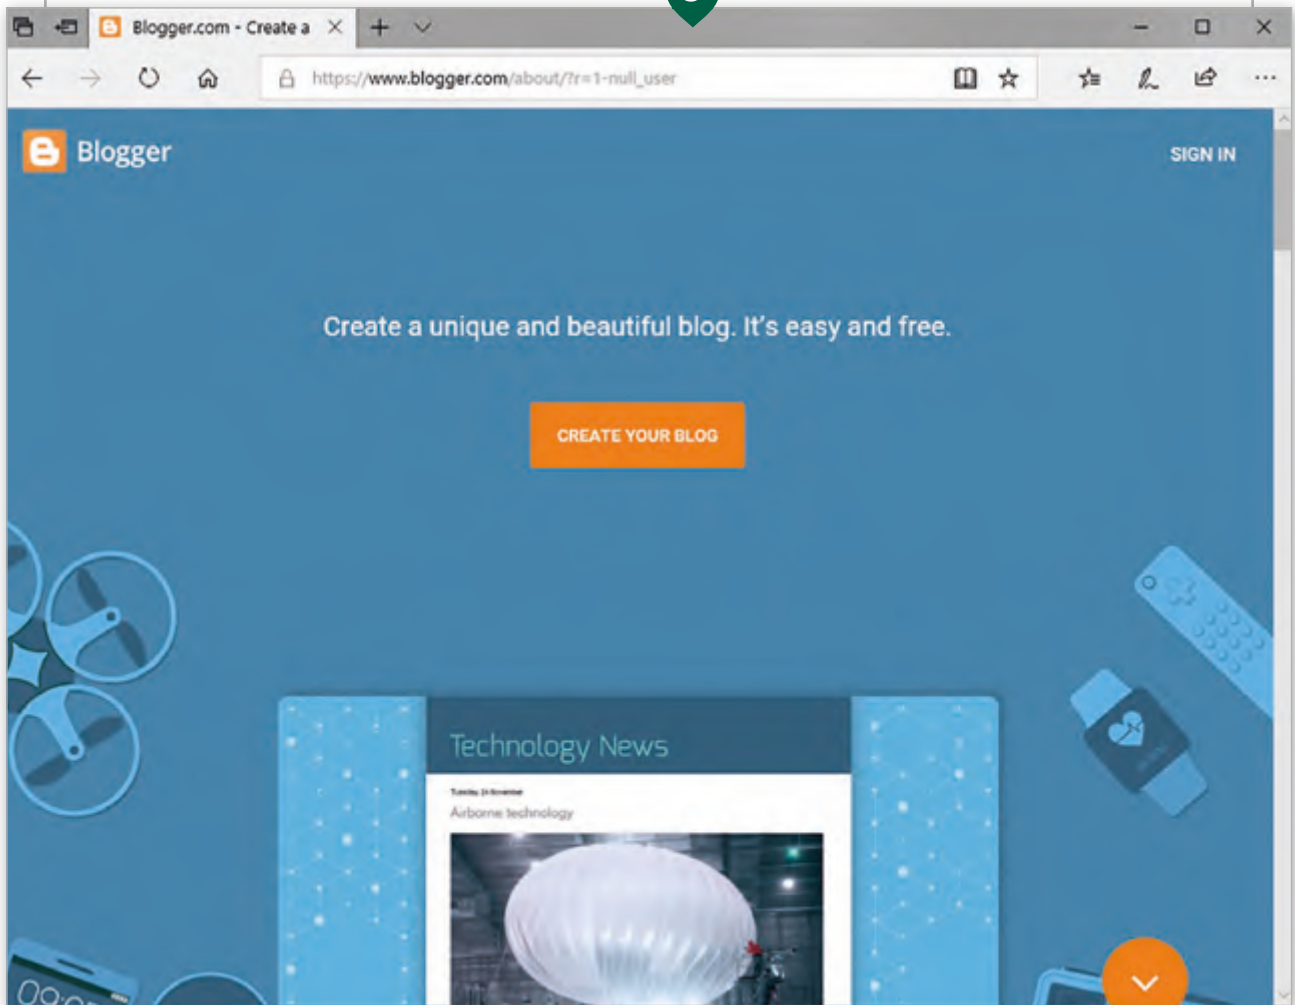 Blogger.com - Create a
https://www.blogger.com/about/?r=1-null_user
Blogger
SIGN IN
Create a unique and beautiful blog. It's easy and free.
CREATE YOUR BLOG
Technology News
Airborne technology